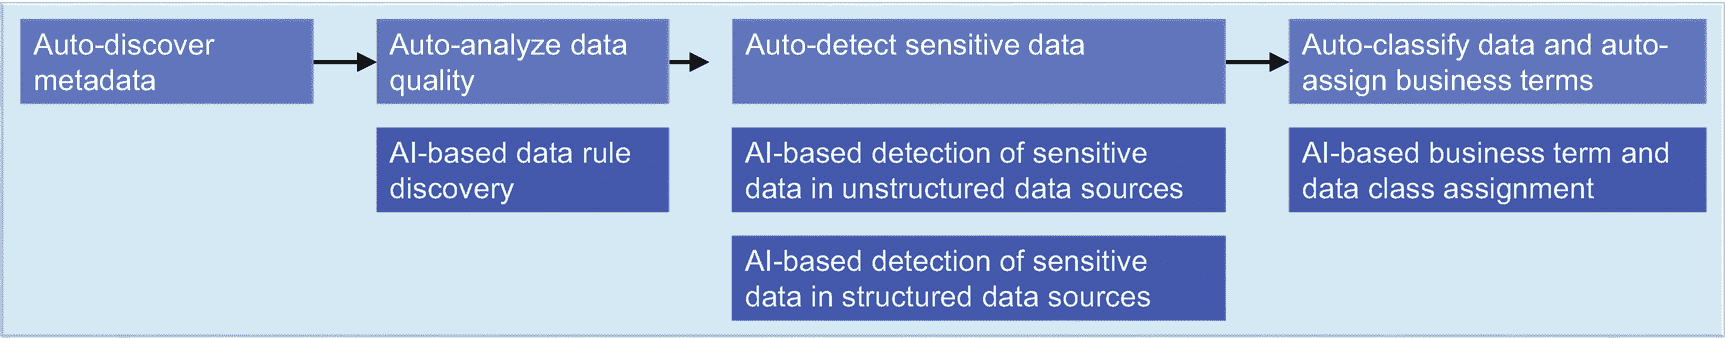 Auto-discover
metadata
Auto-analyze data
quality
Auto-detect sensitive data
Auto-classify data and auto-
assign business terms
AI-based data rule
discovery
AI-based detection of sensitive
data in unstructured data sources
AI-based business term and
data class assignment
AI-based detection of sensitive
data in structured data sources